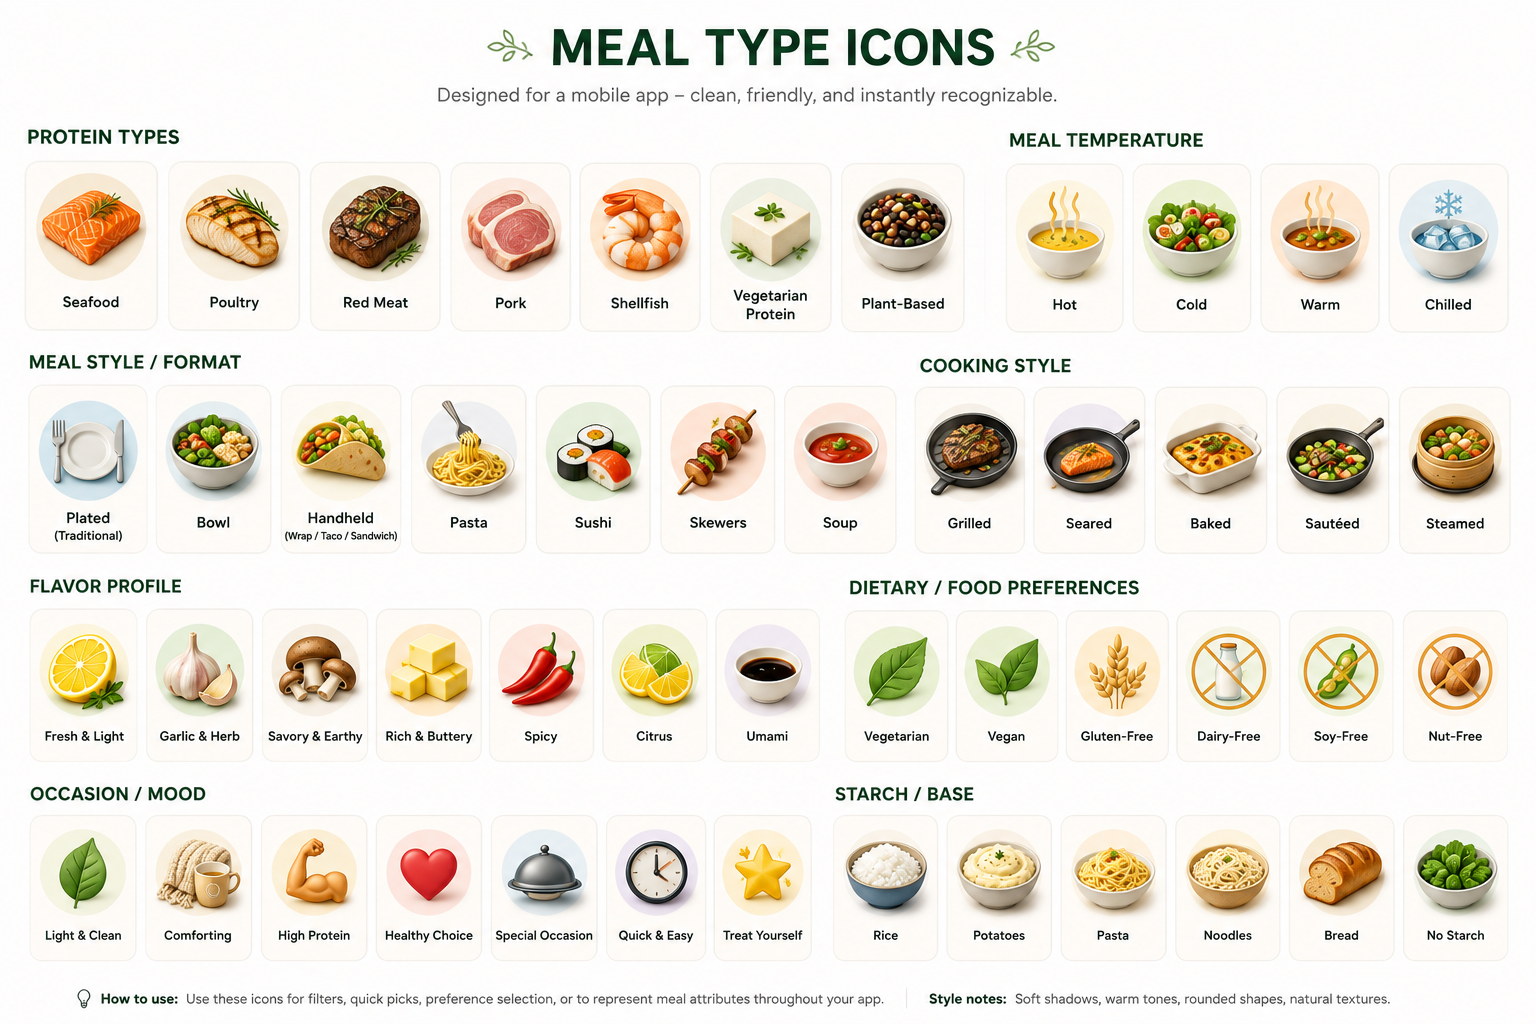 MEAL TYPE ICONS
Designed for a mobile app – clean, friendly, and instantly recognizable.
PROTEIN TYPES
Seafood
Poultry
Red Meat
Pork
Shellfish
Vegetarian
Protein
Plant-Based
MEAL TEMPERATURE
Hot
Cold
Warm
Chilled
MEAL STYLE / FORMAT
Plated
(Traditional)
Bowl
Handheld
(Wrap / Taco / Sandwich)
Pasta
Sushi
Skewers
Soup
COOKING STYLE
Grilled
Seared
Baked
Sautéed
Steamed
FLAVOR PROFILE
Fresh & Light
Garlic & Herb
Savory & Earthy
Rich & Buttery
Spicy
Citrus
Umami
DIETARY / FOOD PREFERENCES
Vegetarian
Vegan
Gluten-Free
Dairy-Free
Soy-Free
Nut-Free
OCCASION / MOOD
Light & Clean
Comforting
High Protein
Healthy Choice
Special Occasion
Quick & Easy
Treat Yourself
STARCH / BASE
Rice
Potatoes
Pasta
Noodles
Bread
No Starch
How to use: Use these icons for filters, quick picks, preference selection, or to represent meal attributes throughout your app.
Style notes: Soft shadows, warm tones, rounded shapes, natural textures.